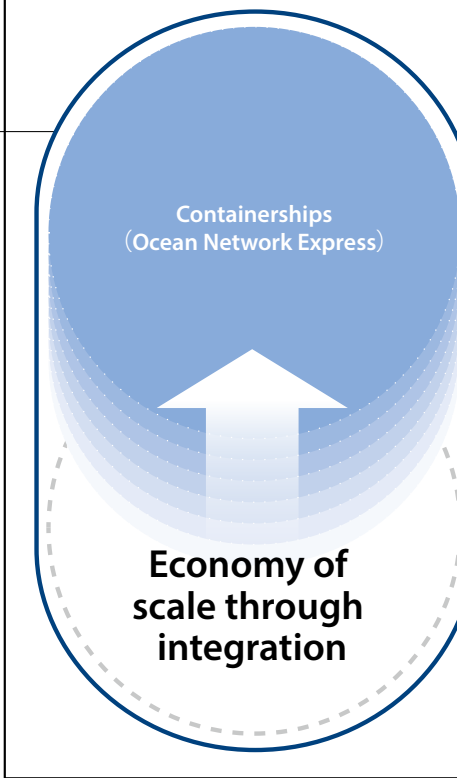 Containerships
（Ocean Network Express）
Economy of
scale through
integration